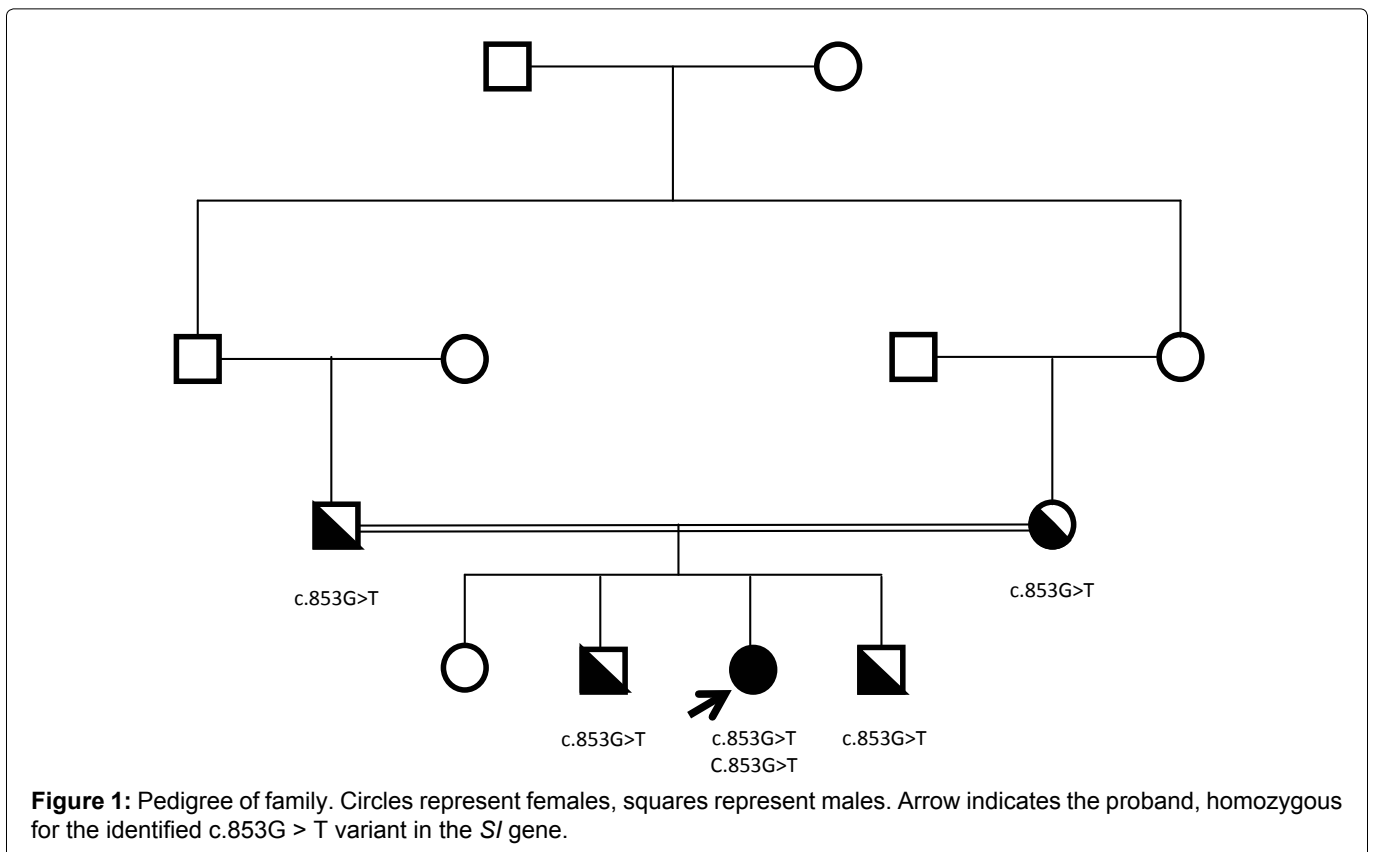 c.853G>T
c.853G>T
c.853G>T
c.853G>T
c.853G>T
C.853G>T
Figure 1: Pedigree of family. Circles represent females, squares represent males. Arrow indicates the proband, homozygous
for the identified c.853G > T variant in the SI gene.